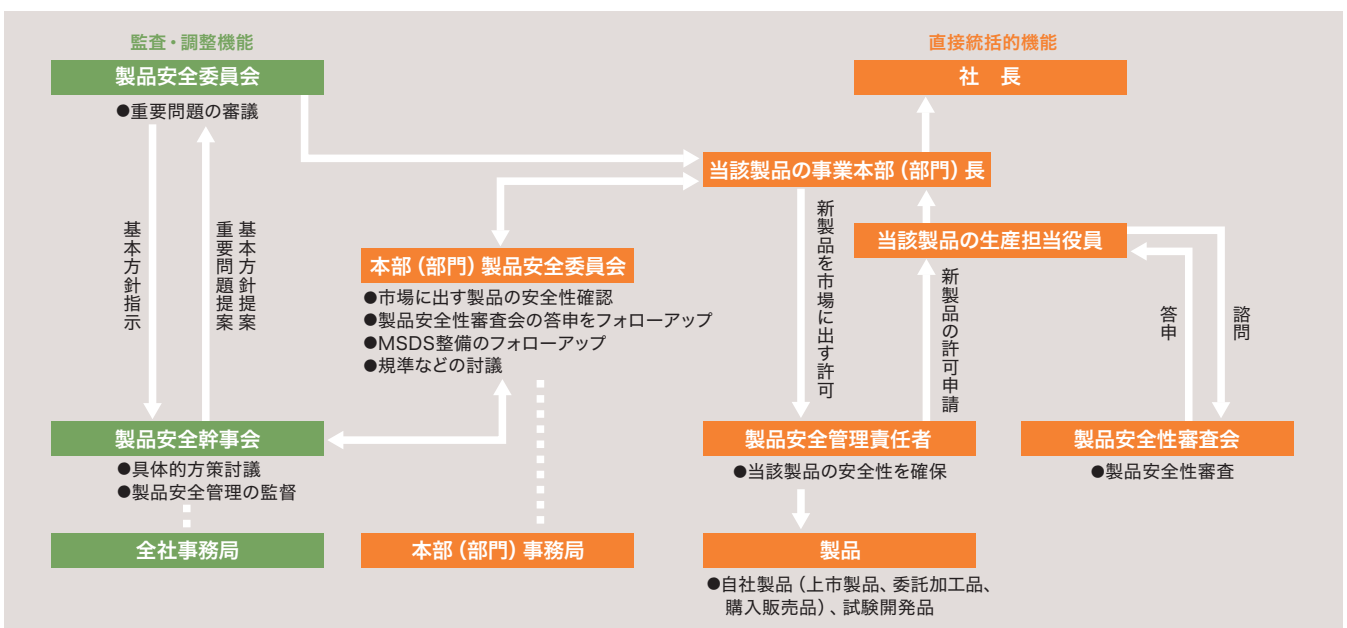 監査・調整機能
製品安全委員会
●重要問題の審議
基本方針指示
基本方針提案
重要問題提案
製品安全幹事会
●具体的方策討議
●製品安全管理の監督
全社事務局
本部（部門）製品安全委員会
●市場に出す製品の安全性確認
●製品安全性審査会の答申をフォローアップ
●MSDS整備のフォローアップ
●規準などの討議
本部（部門）事務局
直接統括的機能
社　長
当該製品の事業本部（部門）長
当該製品の生産担当役員
新製品を市場に出す許可
新製品の許可申請
答申
諮問
製品安全管理責任者
●当該製品の安全性を確保
製品安全性審査会
●製品安全性審査
製品
●自社製品（上市製品、委託加工品、
購入販売品）、試験開発品